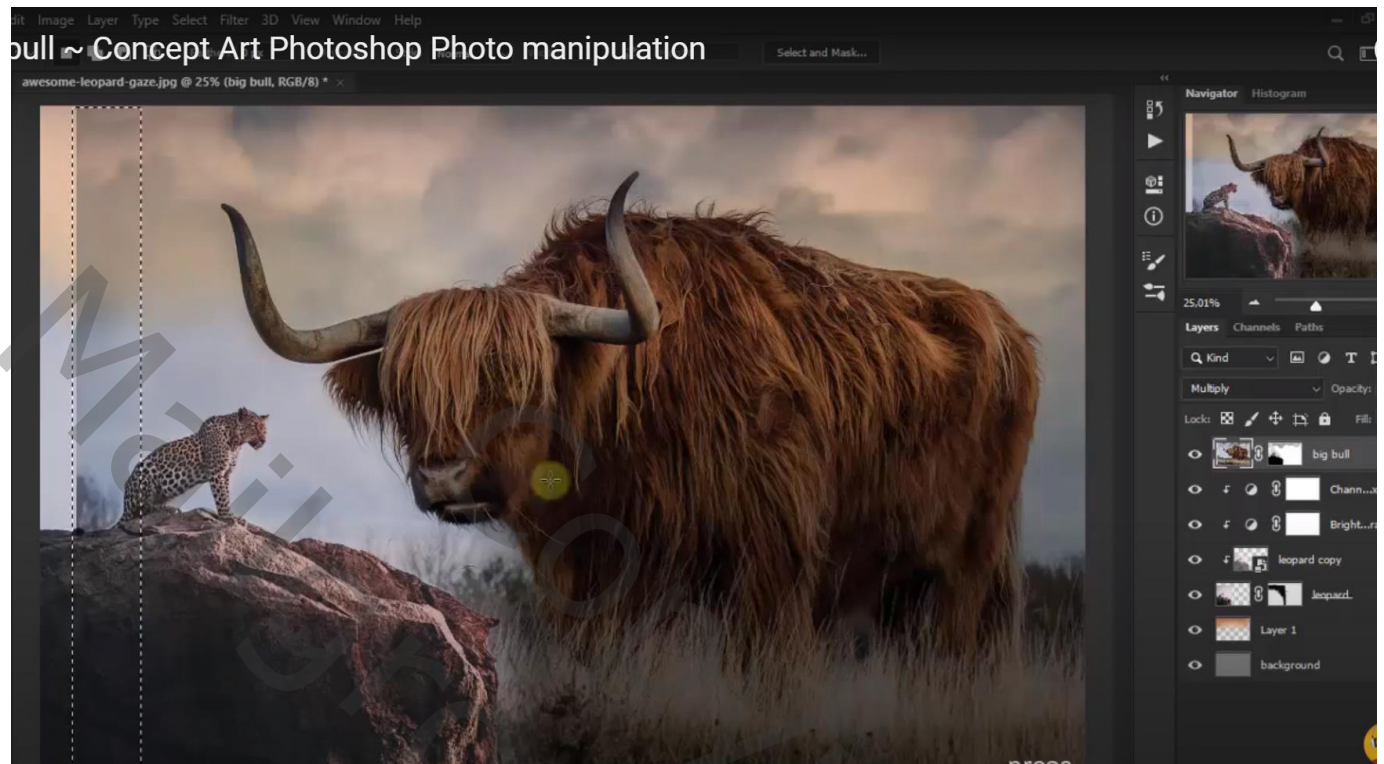 dit Image Layer Type Select Filter 3D View Window Help
bull ~ Concept Art Photoshop Photo manipulation
Select and Mask...
awesome-leopard-gaze.jpg @ 25% (big bull, RGB/8) * ×
Navigator Histogram
25,01%
Layers Channels Paths
Kind
Multiply Opacity:
Lock: Fill:
big bull
Chann...x
Bright...ra
leopard copy
leopard..
Layer 1
background